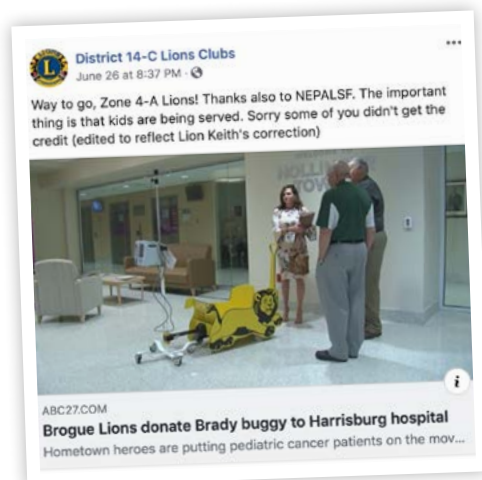 District 14-C Lions Clubs
June 26 at 8:37 PM ·
Way to go, Zone 4-A Lions! Thanks also to NEPALSF. The important
thing is that kids are being served. Sorry some of you didn't get the
credit (edited to reflect Lion Keith's correction)
ABC27.COM
Brogue Lions donate Brady buggy to Harrisburg hospital
Hometown heroes are putting pediatric cancer patients on the mov...